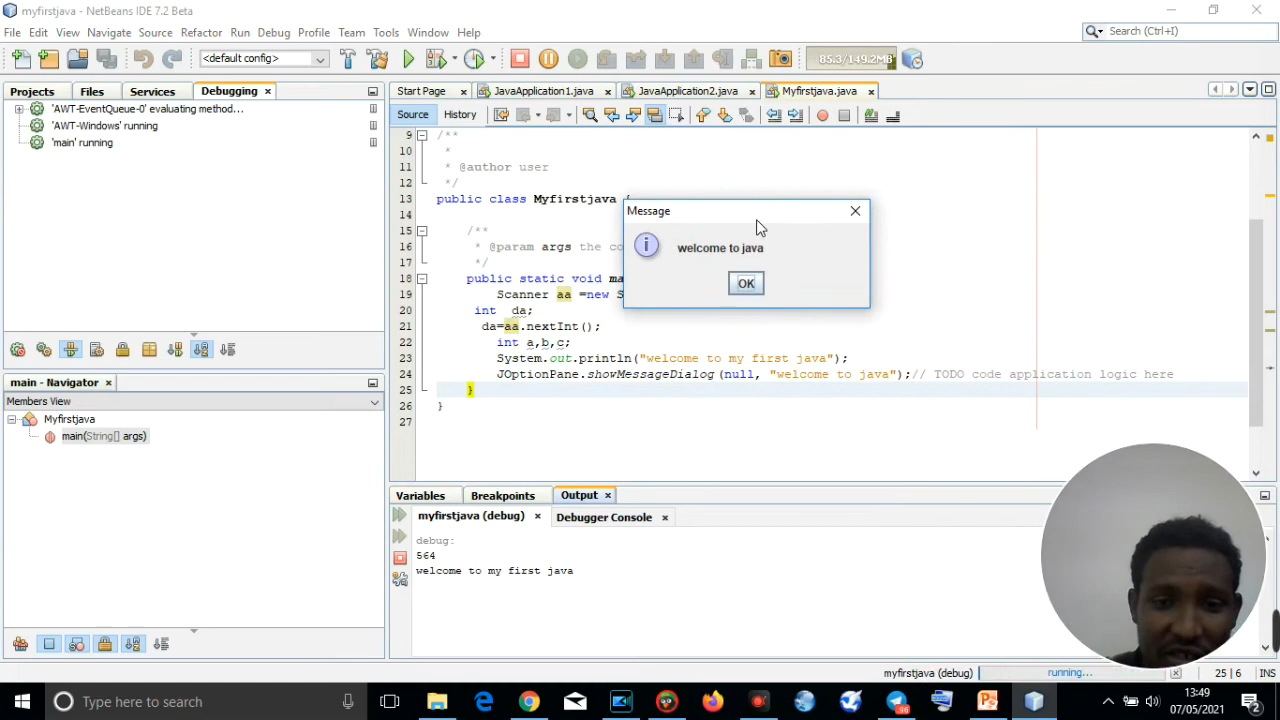 myfirstjava - NetBeans IDE 7.2 Beta
File Edit View Navigate Source Refactor Run Debug Profile Team Tools Window Help
Search (Ctrl+I)
<default config>
85.3/149.2MB
Projects Files Services Debugging
Start Page JavaApplication1.java JavaApplication2.java Myfirstjava.java
'AWT-EventQueue-0' evaluating method...
'AWT-Windows' running
'main' running
Source History
9 /**
10 *
11 * @author user
12 */
13 public class Myfirstjava {
14
15 /**
16 * @param args the co
17 */
18 public static void ma
19 Scanner aa =new S
20 int da;
21 da=aa.nextInt();
22 int a,b,c;
23 System.out.println("welcome to my first java");
24 JOptionPane.showMessageDialog(null, "welcome to java");// TODO code application logic here
25 }
26 }
27
Message
i
welcome to java
OK
main - Navigator
Members View
Myfirstjava
main(String[] args)
Variables Breakpoints Output
myfirstjava (debug) Debugger Console
debug:
564
welcome to my first java
myfirstjava (debug) running... 25 | 6 INS
Type here to search
96
13:49
07/05/2021
2